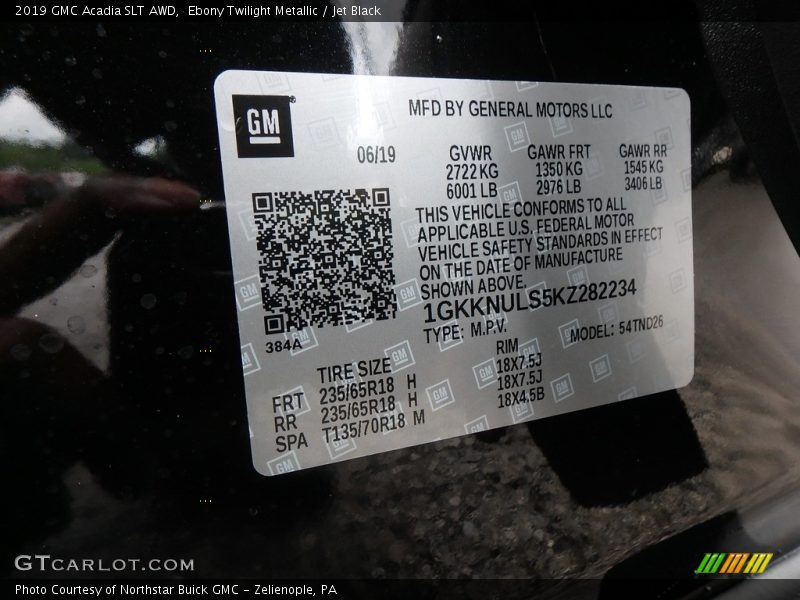 2019 GMC Acadia SLT AWD, Ebony Twilight Metallic / Jet Black
GM
MFD BY GENERAL MOTORS LLC
06/19 GVWR GAWR FRT GAWR RR
2722 KG 1350 KG 1545 KG
6001 LB 2976 LB 3406 LB
THIS VEHICLE CONFORMS TO ALL
APPLICABLE U.S. FEDERAL MOTOR
VEHICLE SAFETY STANDARDS IN EFFECT
ON THE DATE OF MANUFACTURE
SHOWN ABOVE.
1GKKNULS5KZ282234
TYPE: M.P.V. MODEL: 54TND26
384A
TIRE SIZE RIM
FRT 235/65R18 H 18X7.5J
RR 235/65R18 H 18X7.5J
SPA T135/70R18 M 18X4.5B
GTCARLOT.COM
Photo Courtesy of Northstar Buick GMC - Zelienople, PA